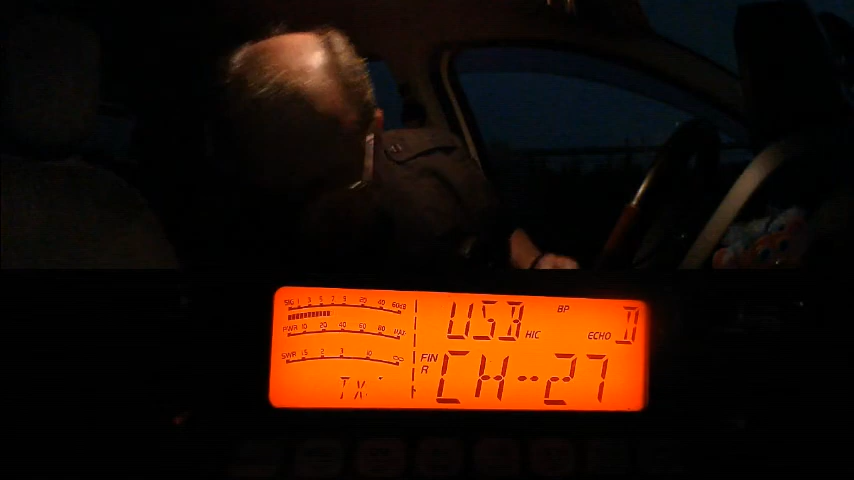 SIG 1 3 5 7 9 20 40 60dB
PWR 10 20 40 60 80 MAX
SWR 1.5 2 3 10 ∞
TX
USB HIC BP ECHO D
FIN R CH--27